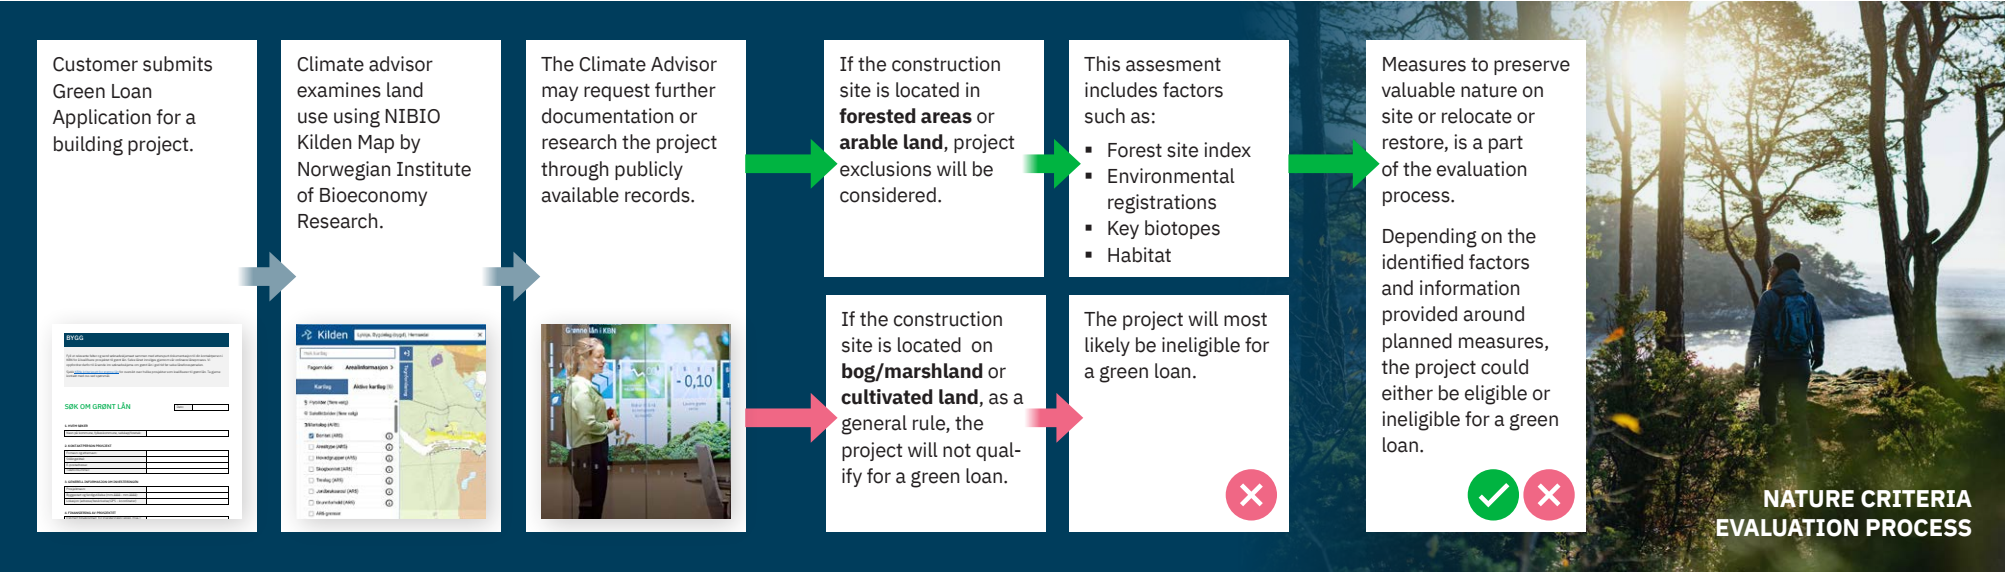 Customer submits
Green Loan
Application for a
building project.
BYGG
SØK OM GRØNT LÅN
Climate advisor
examines land
use using NIBIO
Kilden Map by
Norwegian Institute
of Bioeconomy
Research.
Kilden
Fagområde: Arealinformasjon
Kartlag
Aktive kartlag
The Climate Advisor
may request further
documentation or
research the project
through publicly
available records.
Grønne lån i KBN
- 0,10
If the construction
site is located in
forested areas or
arable land, project
exclusions will be
considered.
This assesment
includes factors
such as:
▪ Forest site index
▪ Environmental
registrations
▪ Key biotopes
▪ Habitat
If the construction
site is located on
bog/marshland or
cultivated land, as a
general rule, the
project will not qual-
ify for a green loan.
The project will most
likely be ineligible for
a green loan.
Measures to preserve
valuable nature on
site or relocate or
restore, is a part
of the evaluation
process.
Depending on the
identified factors
and information
provided around
planned measures,
the project could
either be eligible or
ineligible for a green
loan.
NATURE CRITERIA
EVALUATION PROCESS